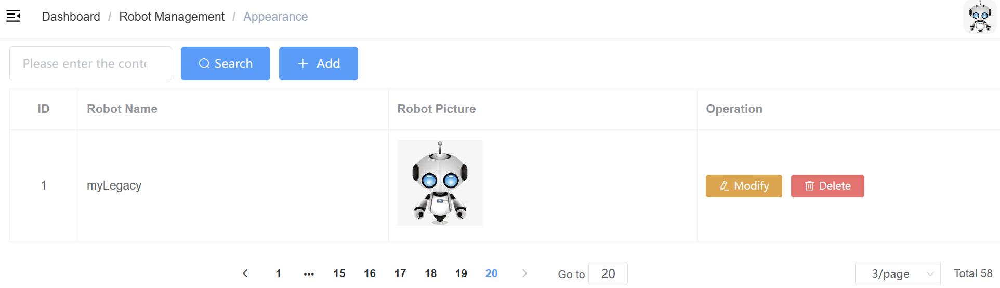 Dashboard / Robot Management / Appearance
Please enter the conte Search + Add
ID Robot Name Robot Picture Operation
1 myLegacy Modify Delete
< 1 ••• 15 16 17 18 19 20 > Go to 20 3/page Total 58